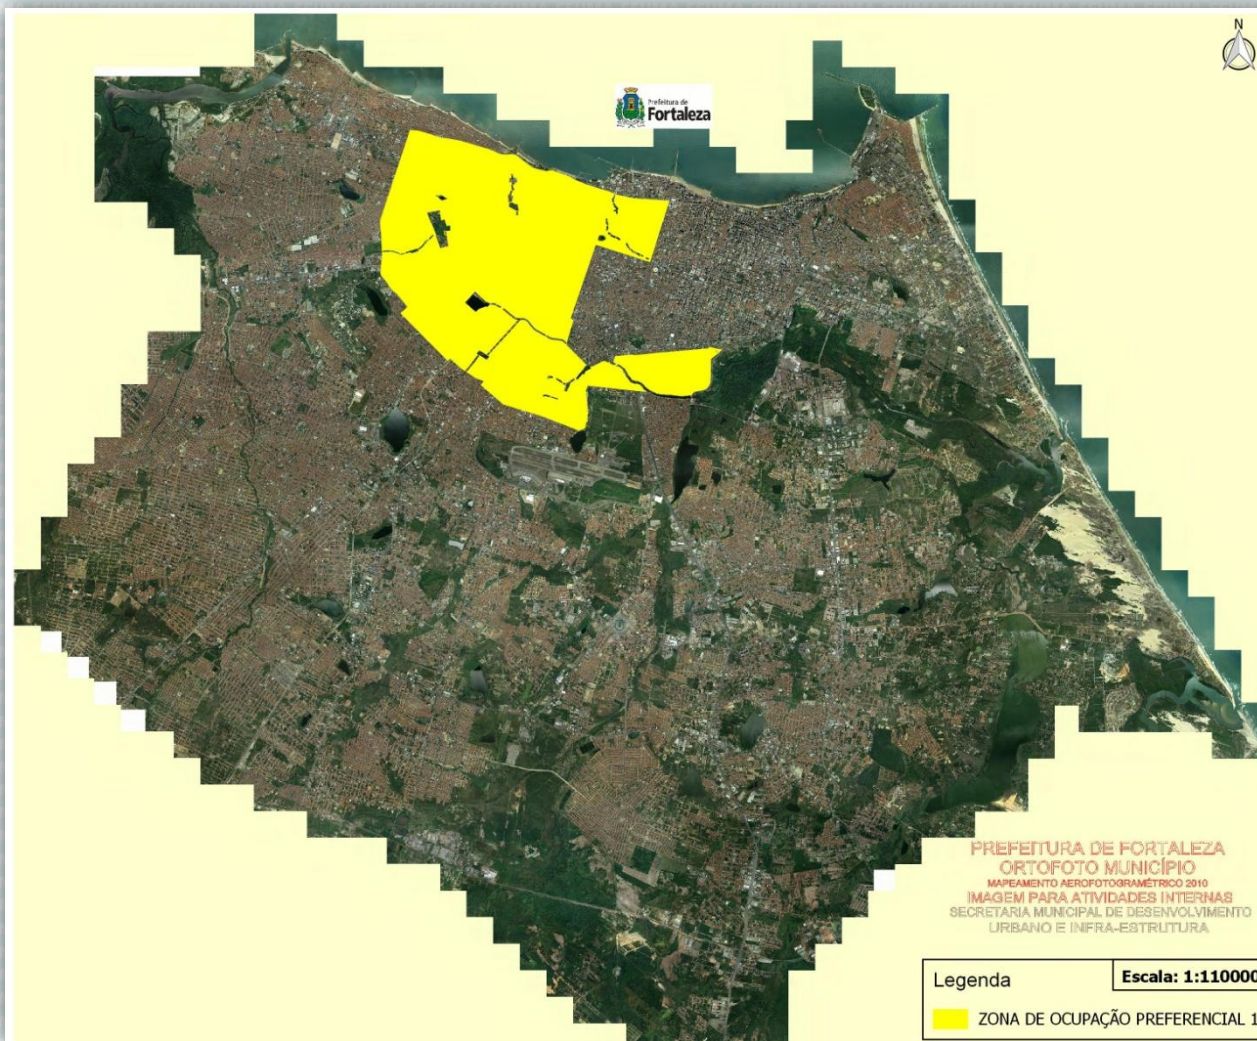 N
Prefeitura de
Fortaleza
PREFEITURA DE FORTALEZA
ORTOFOTO MUNICÍPIO
MAPEAMENTO AEROFOTOGRAMÉTRICO 2010
IMAGEM PARA ATIVIDADES INTERNAS
SECRETARIA MUNICIPAL DE DESENVOLVIMENTO
URBANO E INFRA-ESTRUTURA
Legenda
Escala: 1:110000
ZONA DE OCUPAÇÃO PREFERENCIAL 1